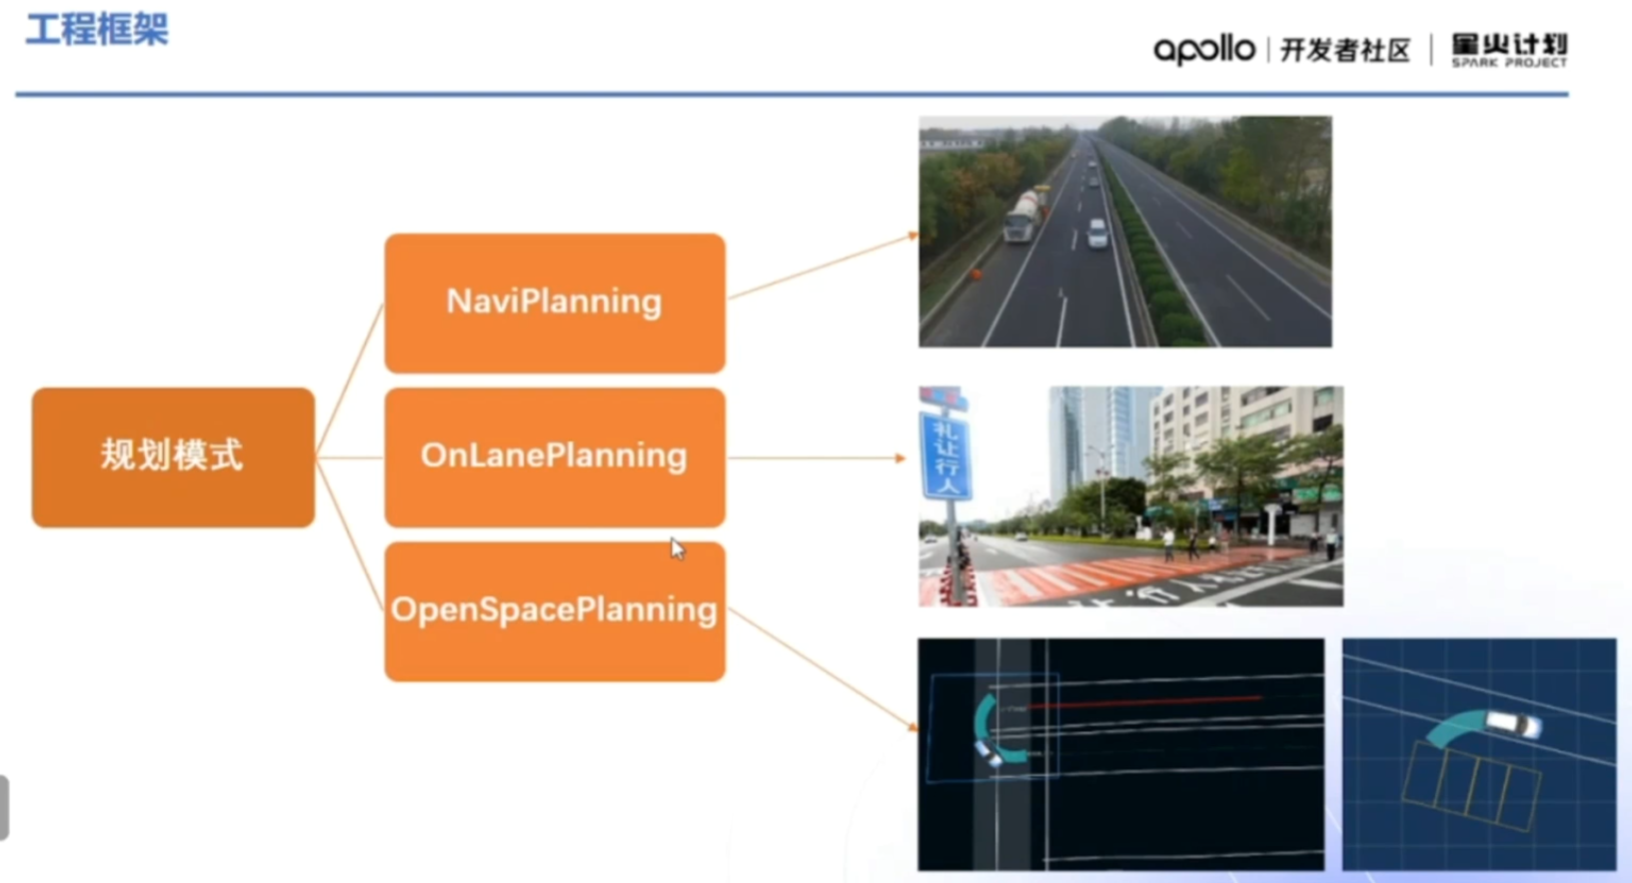 工程框架
apollo | 开发者社区 | 星火计划
SPARK PROJECT
规划模式
NaviPlanning
OnLanePlanning
OpenSpacePlanning
礼让行人